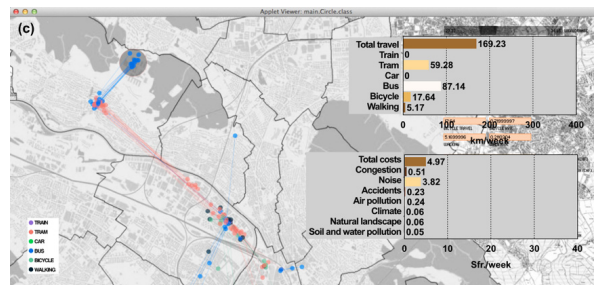 Applet Viewer: main.Circle.class
(c)
Total travel 169.23
Train 0
Tram 59.28
Car 0
Bus 87.14
Bicycle 17.64
Walking 5.17
0 100 200 300 400
km/week
Total costs 4.97
Congestion 0.51
Noise 3.82
Accidents 0.23
Air pollution 0.24
Climate 0.06
Natural landscape 0.06
Soil and water pollution 0.05
0 10 20 30 40
Sfr./week
TRAIN
TRAM
CAR
BUS
BICYCLE
WALKING